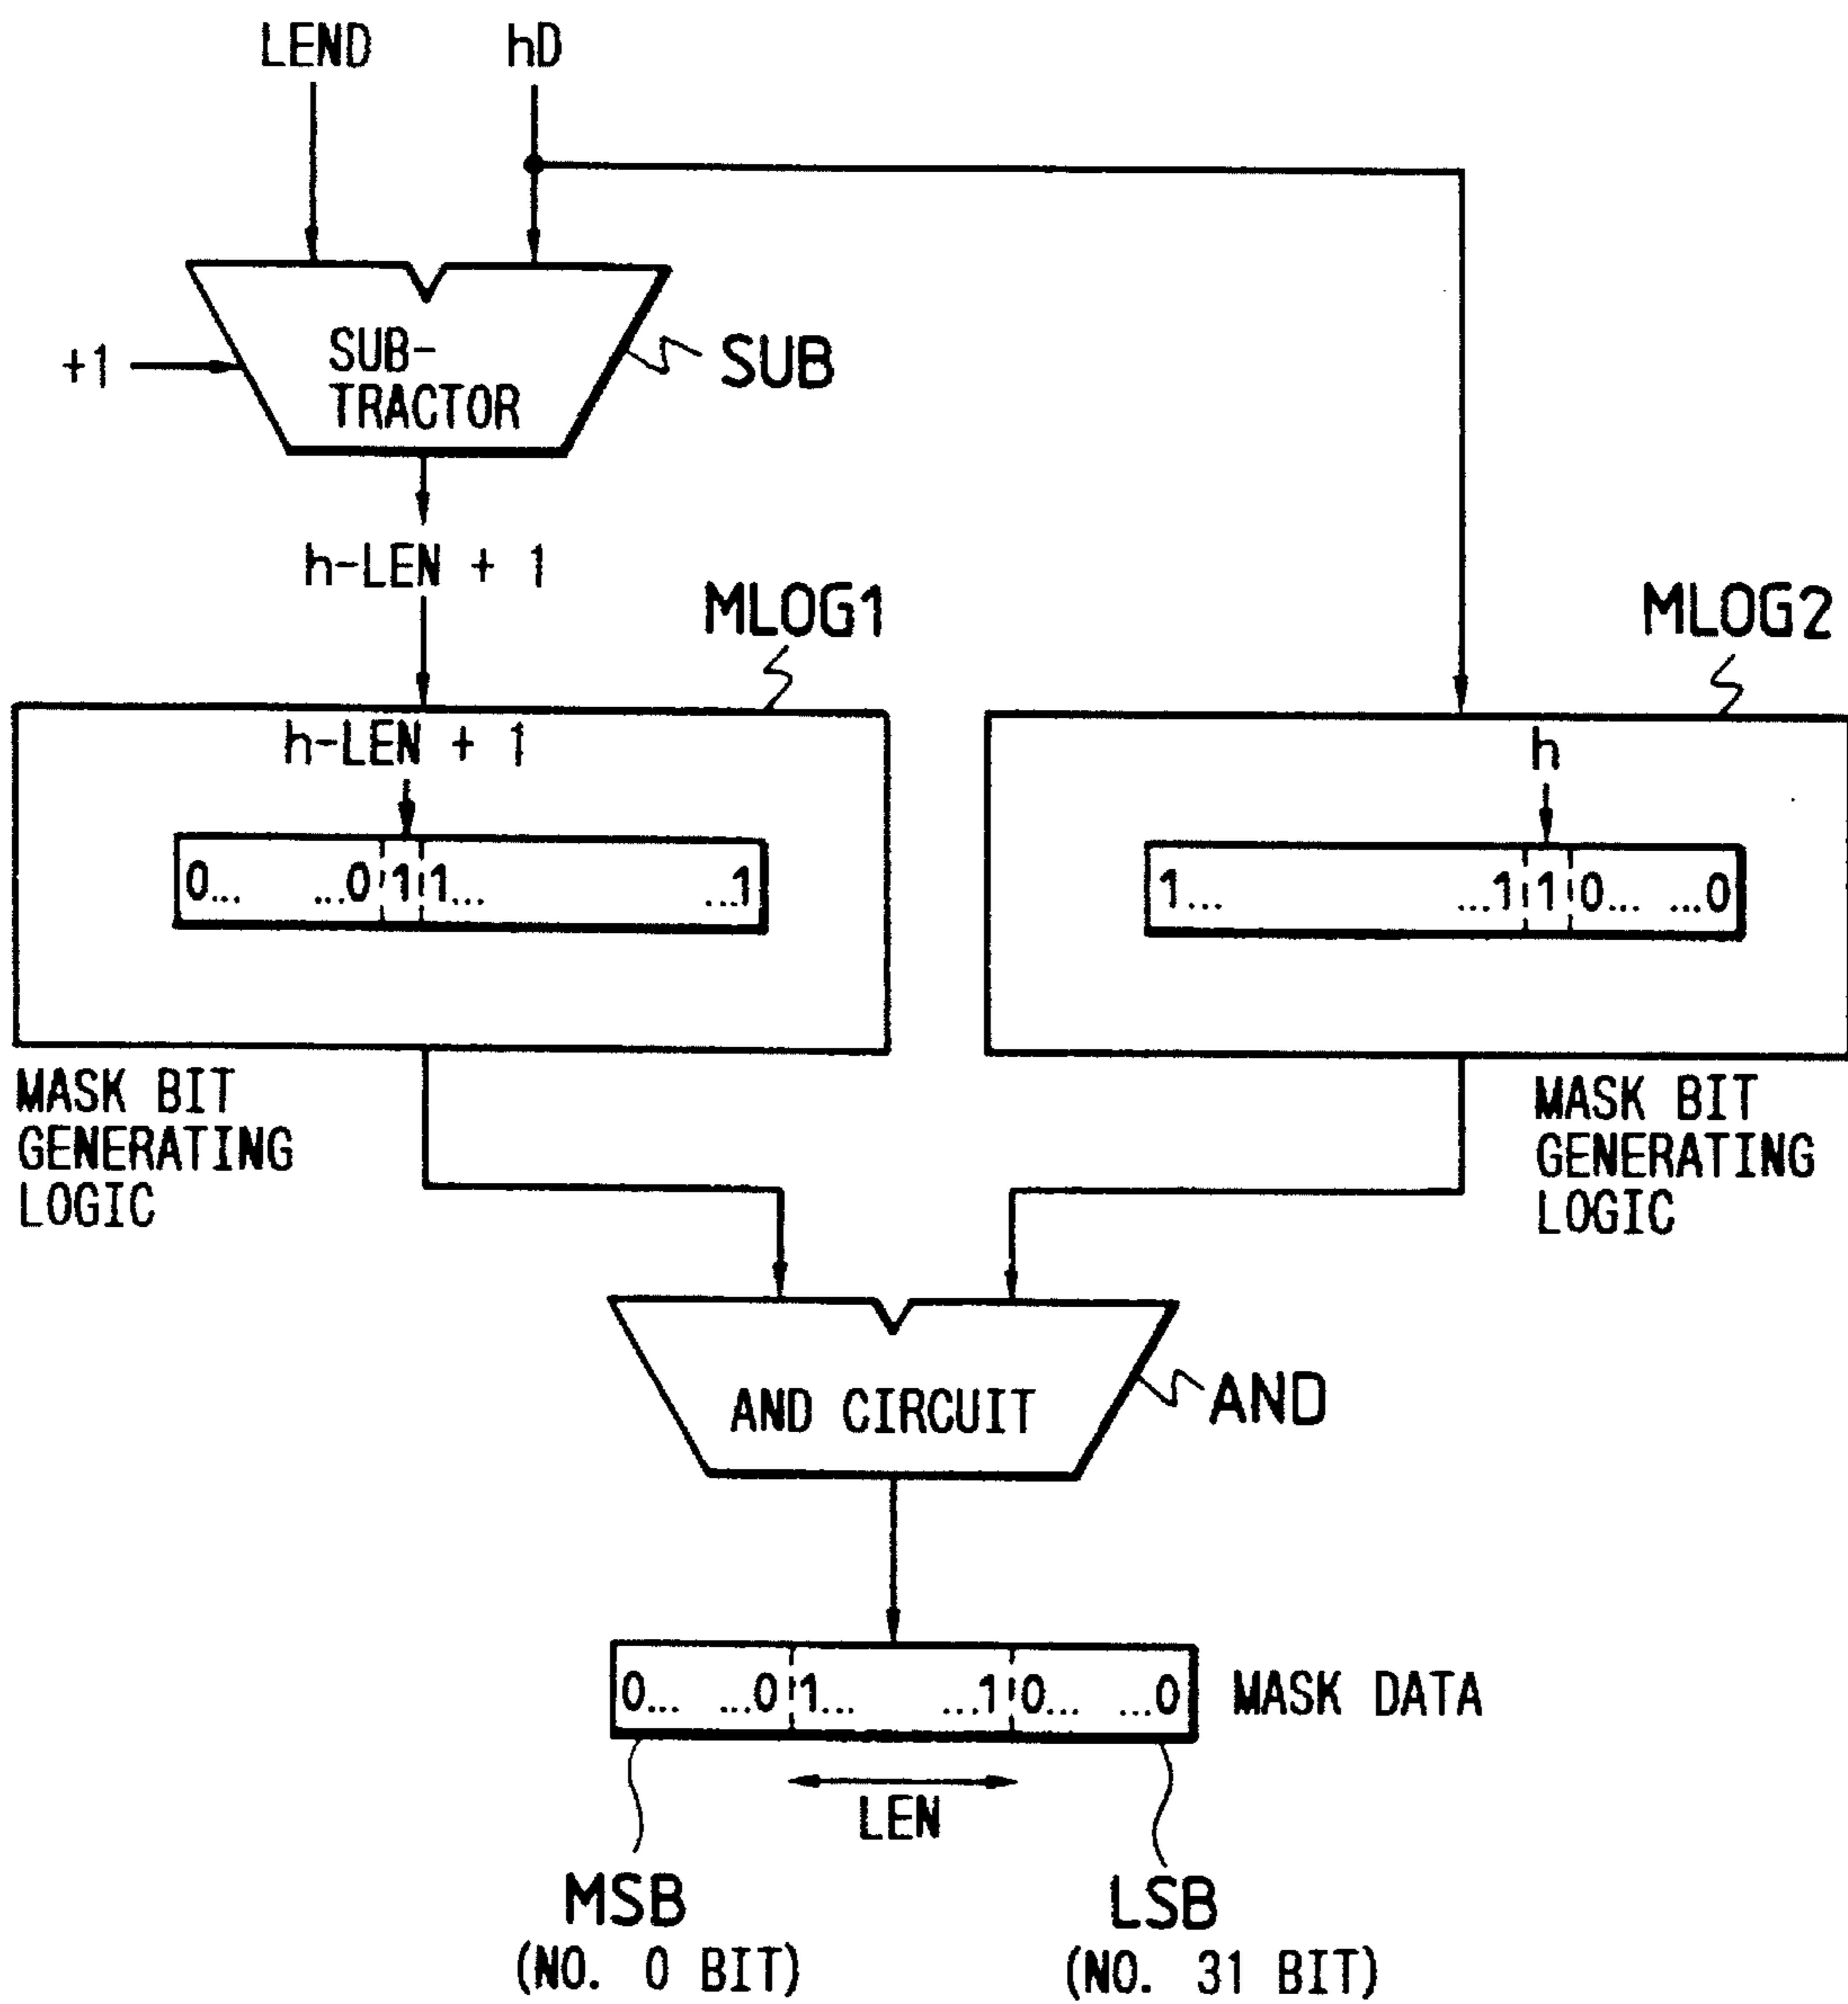 LEND
hD
+1
SUB-
TRACTOR
SUB
h-LEN + 1
MLOG1
MLOG2
h-LEN + 1
h
0... ...0 1 1... ...1
1... ...1 1 0... ...0
MASK BIT
GENERATING
LOGIC
MASK BIT
GENERATING
LOGIC
AND CIRCUIT
AND
0... ...0 1... ...1 0... ...0
MASK DATA
LEN
MSB
(NO. 0 BIT)
LSB
(NO. 31 BIT)